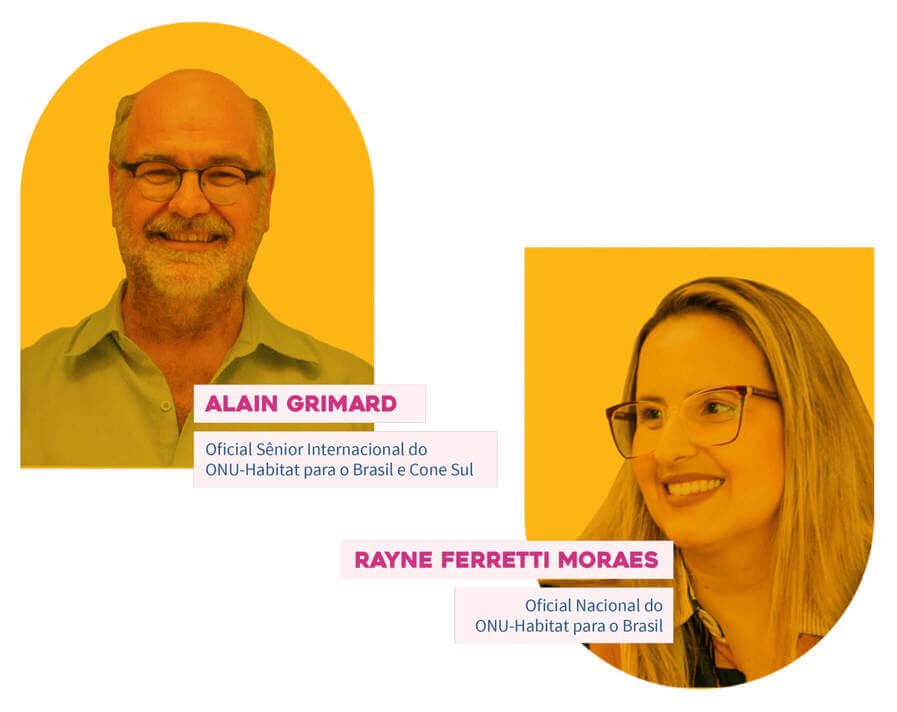 ALAIN GRIMARD
Oficial Sênior Internacional do
ONU-Habitat para o Brasil e Cone Sul
RAYNE FERRETTI MORAES
Oficial Nacional do
ONU-Habitat para o Brasil